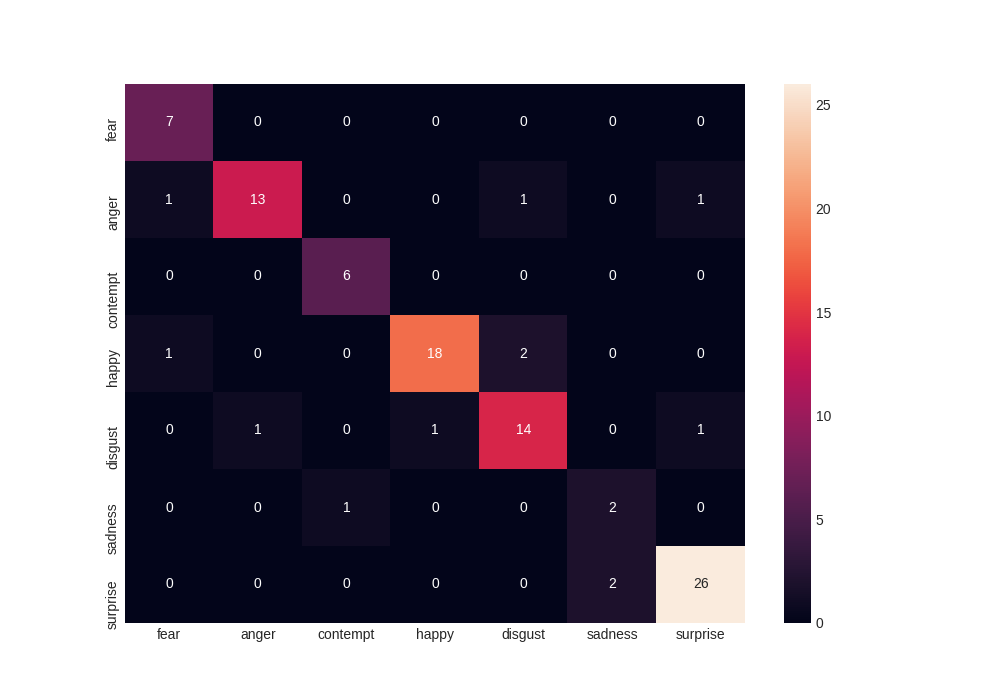 fear 7 0 0 0 0 0 0
anger 1 13 0 0 1 0 1
contempt 0 0 6 0 0 0 0
happy 1 0 0 18 2 0 0
disgust 0 1 0 1 14 0 1
sadness 0 0 1 0 0 2 0
surprise 0 0 0 0 0 2 26
fear anger contempt happy disgust sadness surprise
25
20
15
10
5
0